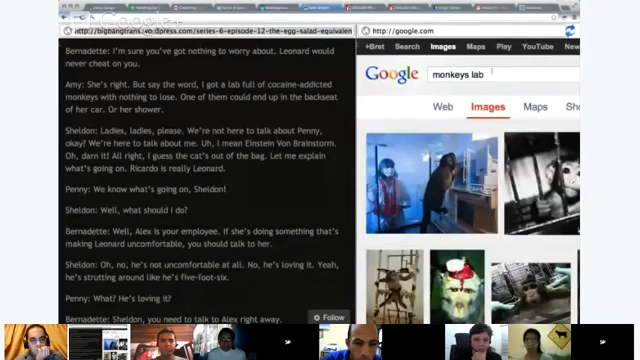 Google+
http://bigbangtrans.wordpress.com/series-6-episode-12-the-egg-salad-equivalen
http://google.com
+Bret Search Images Maps Play YouTube New
Google
monkeys lab
Web Images Maps Sho
Bernadette: I'm sure you've got nothing to worry about. Leonard would
never cheat on you.
Amy: She's right. But say the word, I got a lab full of cocaine-addicted
monkeys with nothing to lose. One of them could end up in the backseat
of her car. Or her shower.
Sheldon: Ladies, ladies, please. We're not here to talk about Penny,
okay? We're here to talk about me. Uh, I mean Einstein Von Brainstorm.
Oh, darn it! All right, I guess the cat's out of the bag. Let me explain
what's going on. Ricardo is really Leonard.
Penny: We know what's going on, Sheldon!
Sheldon: Well, what should I do?
Bernadette: Well, Alex is your employee. If she's doing something that's
making Leonard uncomfortable, you should talk to her.
Sheldon: Oh, no, he's not uncomfortable at all. No, he's loving it. Yeah,
he's strutting around like he's five-foot-six.
Penny: What? He's loving it?
Bernadette: Sheldon, you need to talk to Alex right away.
Follow